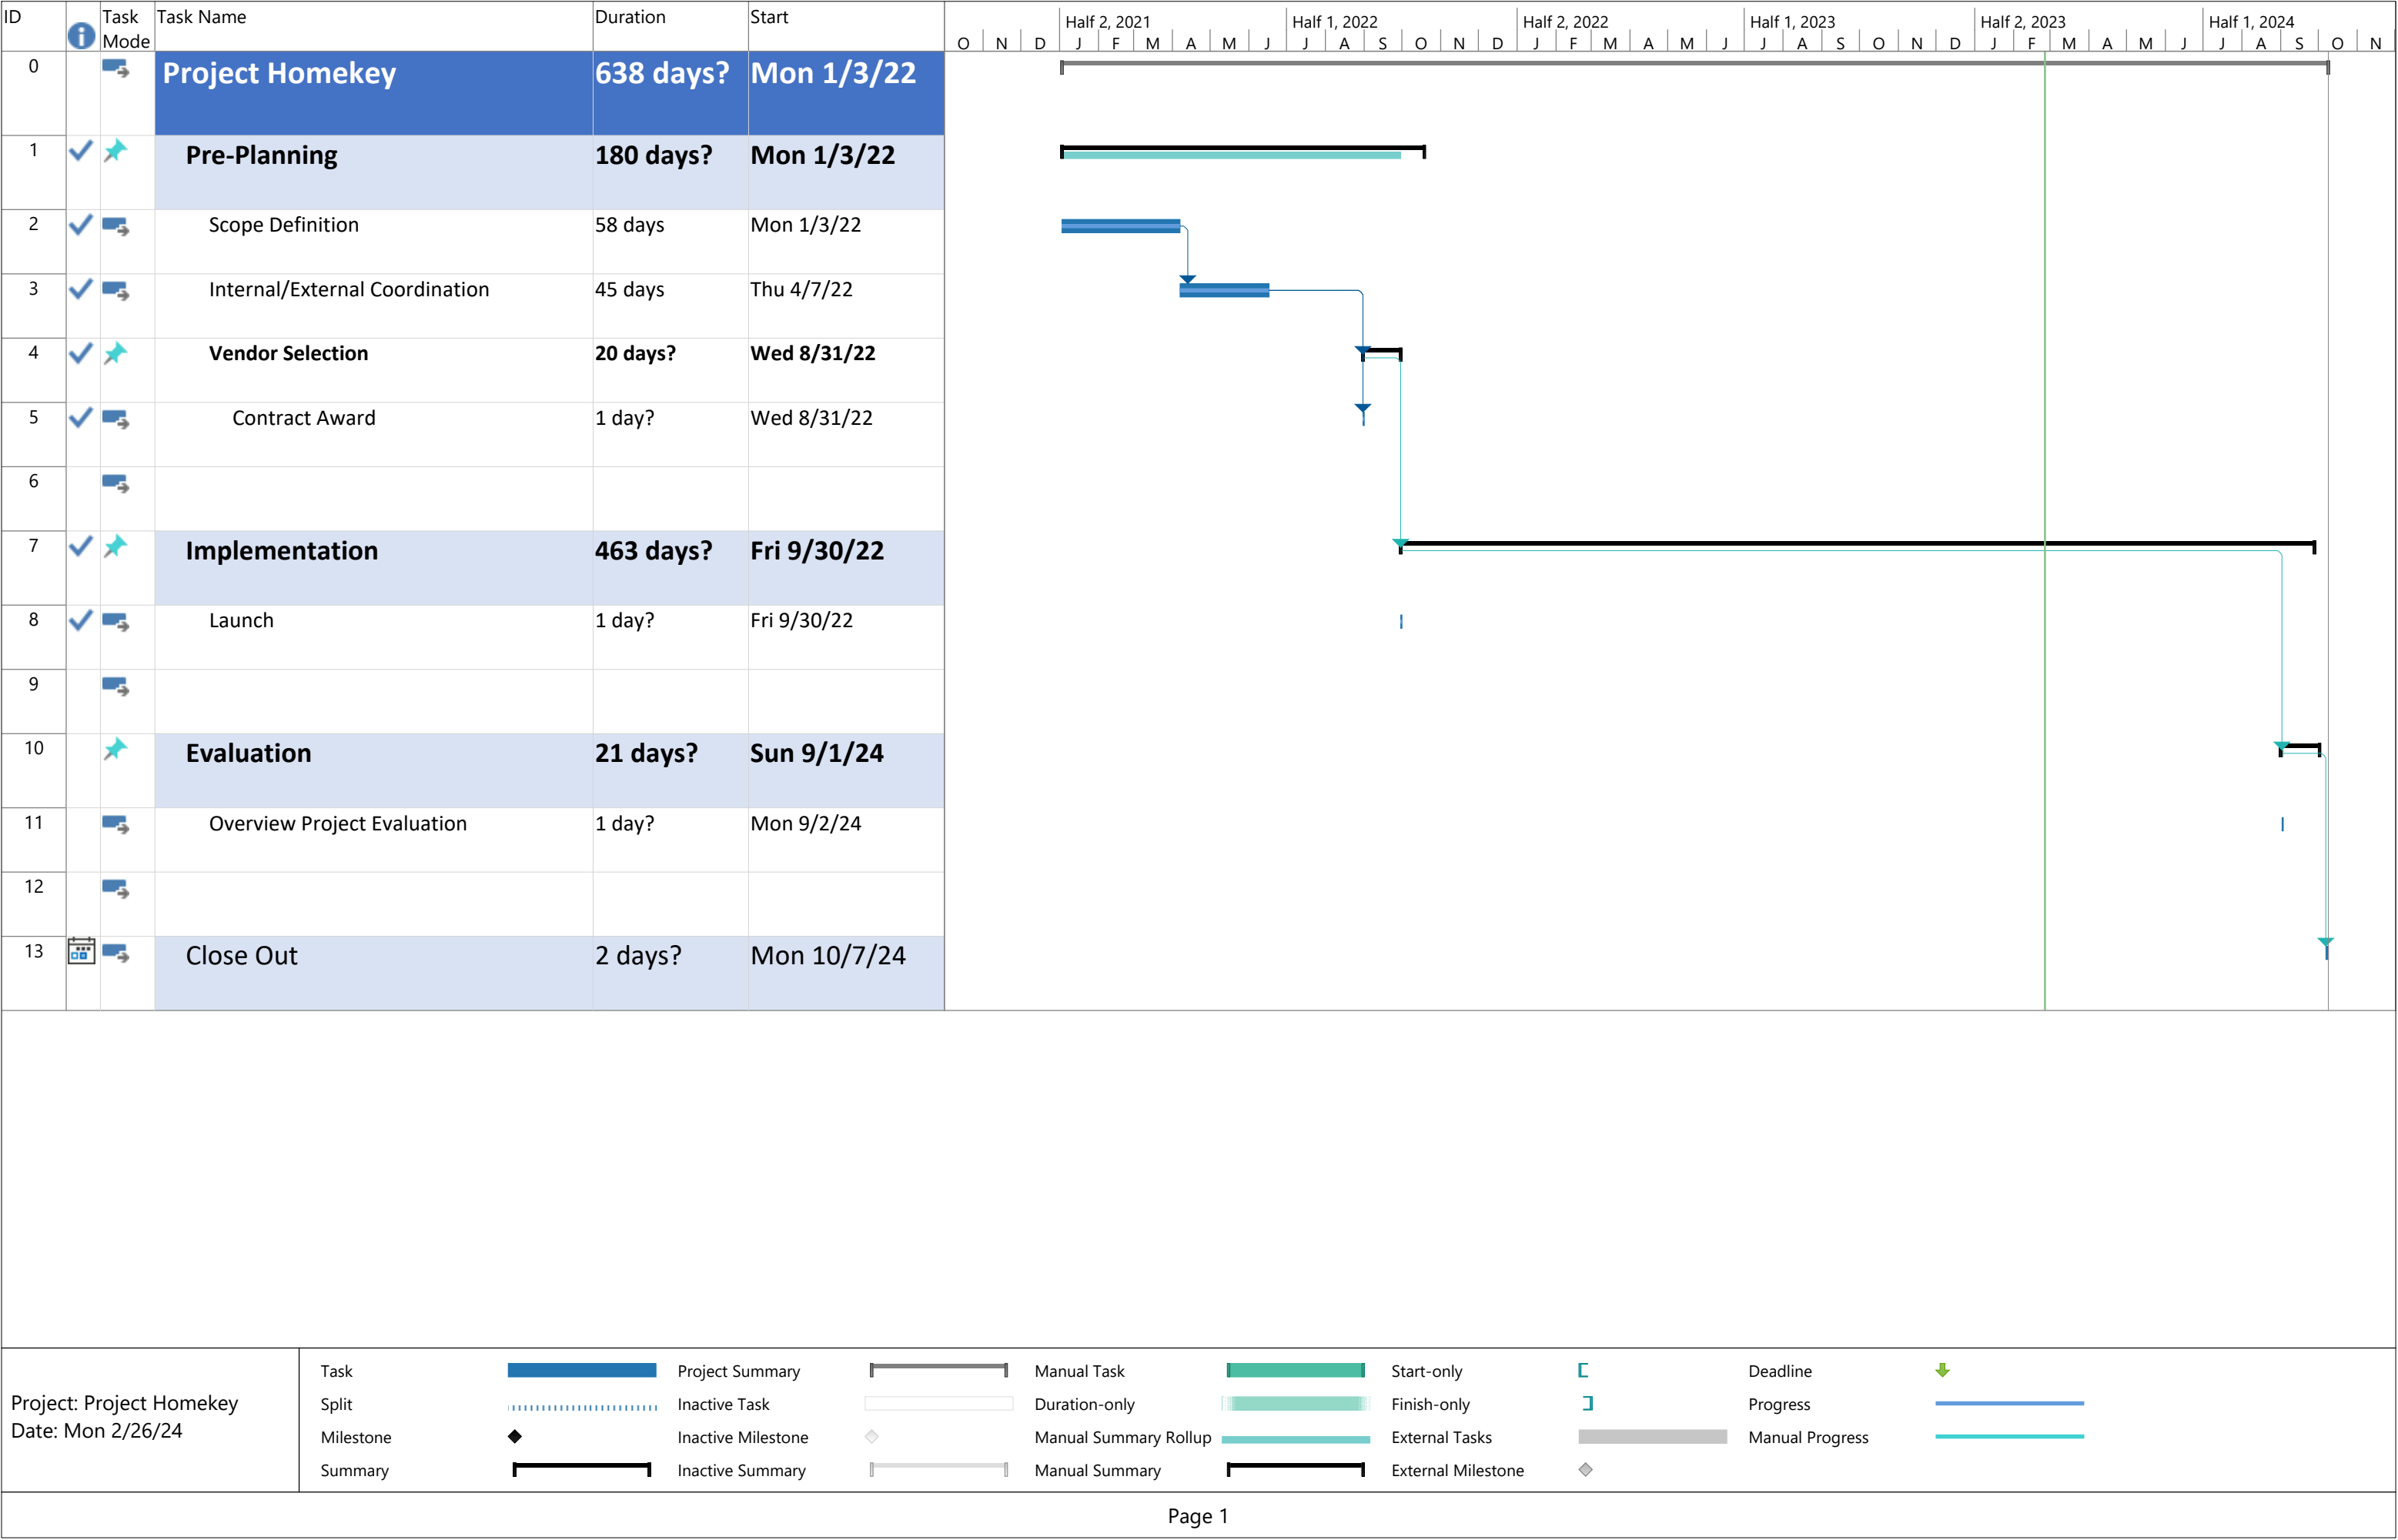 ID Task Mode Task Name Duration Start
Half 2, 2021 Half 1, 2022 Half 2, 2022 Half 1, 2023 Half 2, 2023 Half 1, 2024
O N D J F M A M J J A S O N D J F M A M J J A S O N D J F M A M J J A S O N
0 Project Homekey 638 days? Mon 1/3/22
1 Pre-Planning 180 days? Mon 1/3/22
2 Scope Definition 58 days Mon 1/3/22
3 Internal/External Coordination 45 days Thu 4/7/22
4 Vendor Selection 20 days? Wed 8/31/22
5 Contract Award 1 day? Wed 8/31/22
6
7 Implementation 463 days? Fri 9/30/22
8 Launch 1 day? Fri 9/30/22
9
10 Evaluation 21 days? Sun 9/1/24
11 Overview Project Evaluation 1 day? Mon 9/2/24
12
13 Close Out 2 days? Mon 10/7/24
Project: Project Homekey
Date: Mon 2/26/24
Task Project Summary Manual Task Start-only Deadline
Split Inactive Task Duration-only Finish-only Progress
Milestone Inactive Milestone Manual Summary Rollup External Tasks Manual Progress
Summary Inactive Summary Manual Summary External Milestone
Page 1